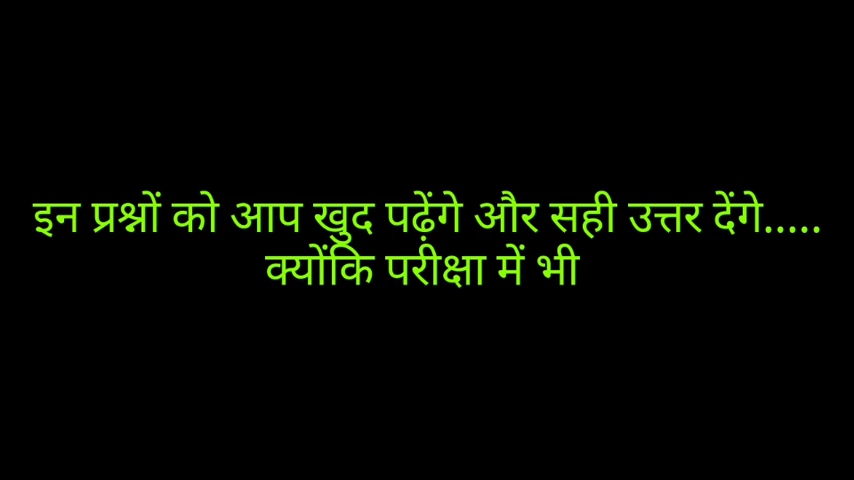 इन प्रश्नों को आप खुद पढ़ेंगे और सही उत्तर देंगे.....
क्योंकि परीक्षा में भी